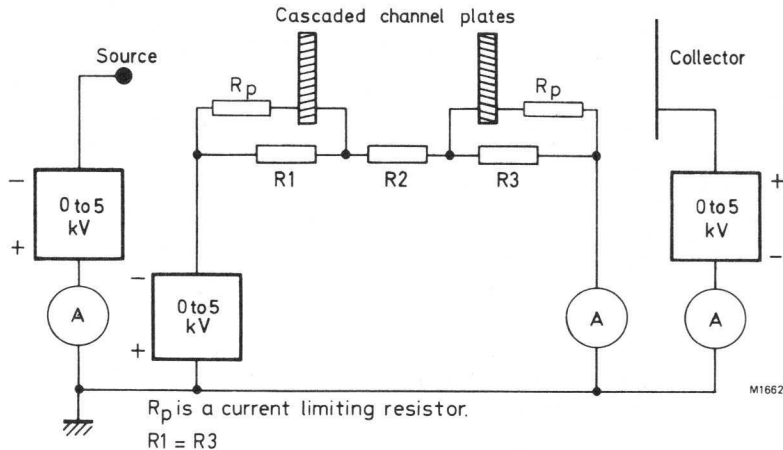 Cascaded channel plates
Source
Collector
Rp
Rp
R1
R2
R3
-
0 to 5
kV
+
A
-
0 to 5
kV
+
A
+
0 to 5
kV
-
A
M1662
Rp is a current limiting resistor.
R1 = R3